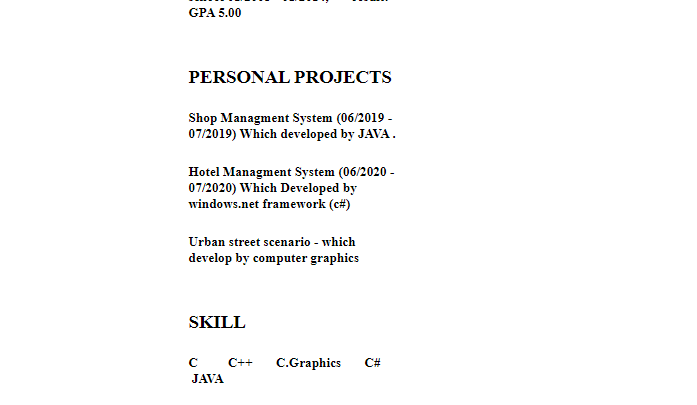 GPA 5.00
PERSONAL PROJECTS
Shop Managment System (06/2019 -
07/2019) Which developed by JAVA .
Hotel Managment System (06/2020 -
07/2020) Which Developed by
windows.net framework (c#)
Urban street scenario - which
develop by computer graphics
SKILL
C C++ C.Graphics C#
JAVA